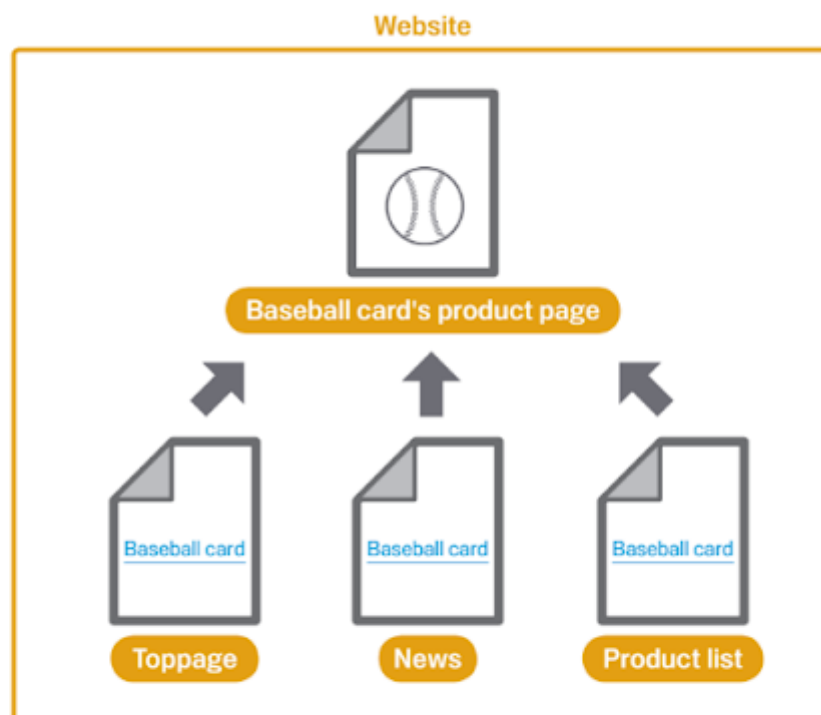 Website
Baseball card's product page
Baseball card
Baseball card
Baseball card
Toppage
News
Product list